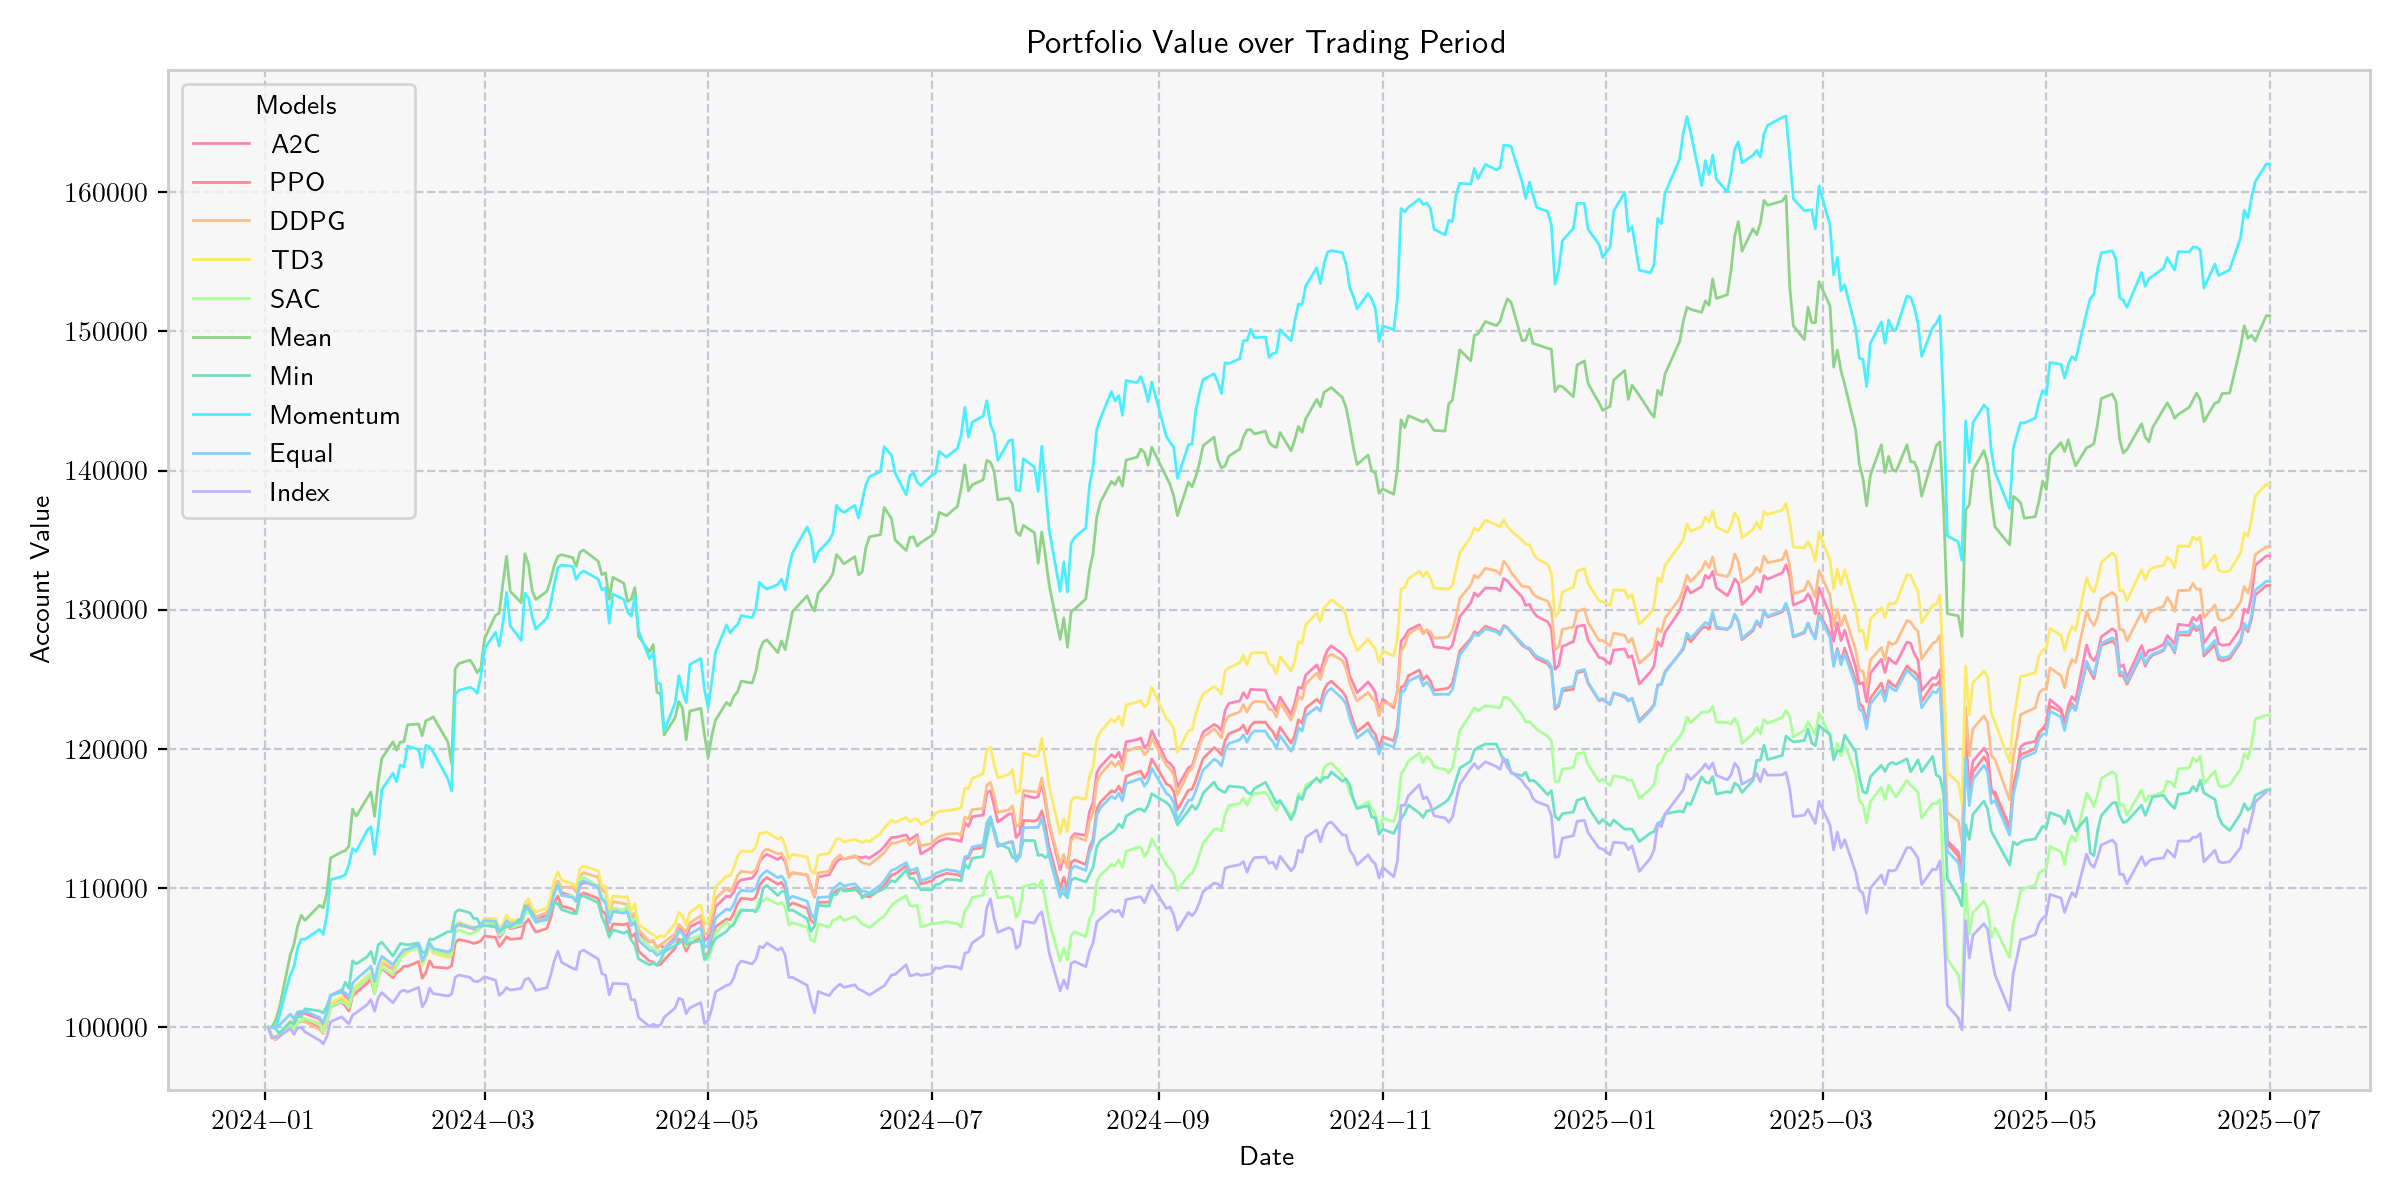 Portfolio Value over Trading Period
Models
A2C
PPO
DDPG
TD3
SAC
Mean
Min
Momentum
Equal
Index
Account Value
160000
150000
140000
130000
120000
110000
100000
2024−01 2024−03 2024−05 2024−07 2024−09 2024−11 2025−01 2025−03 2025−05 2025−07
Date